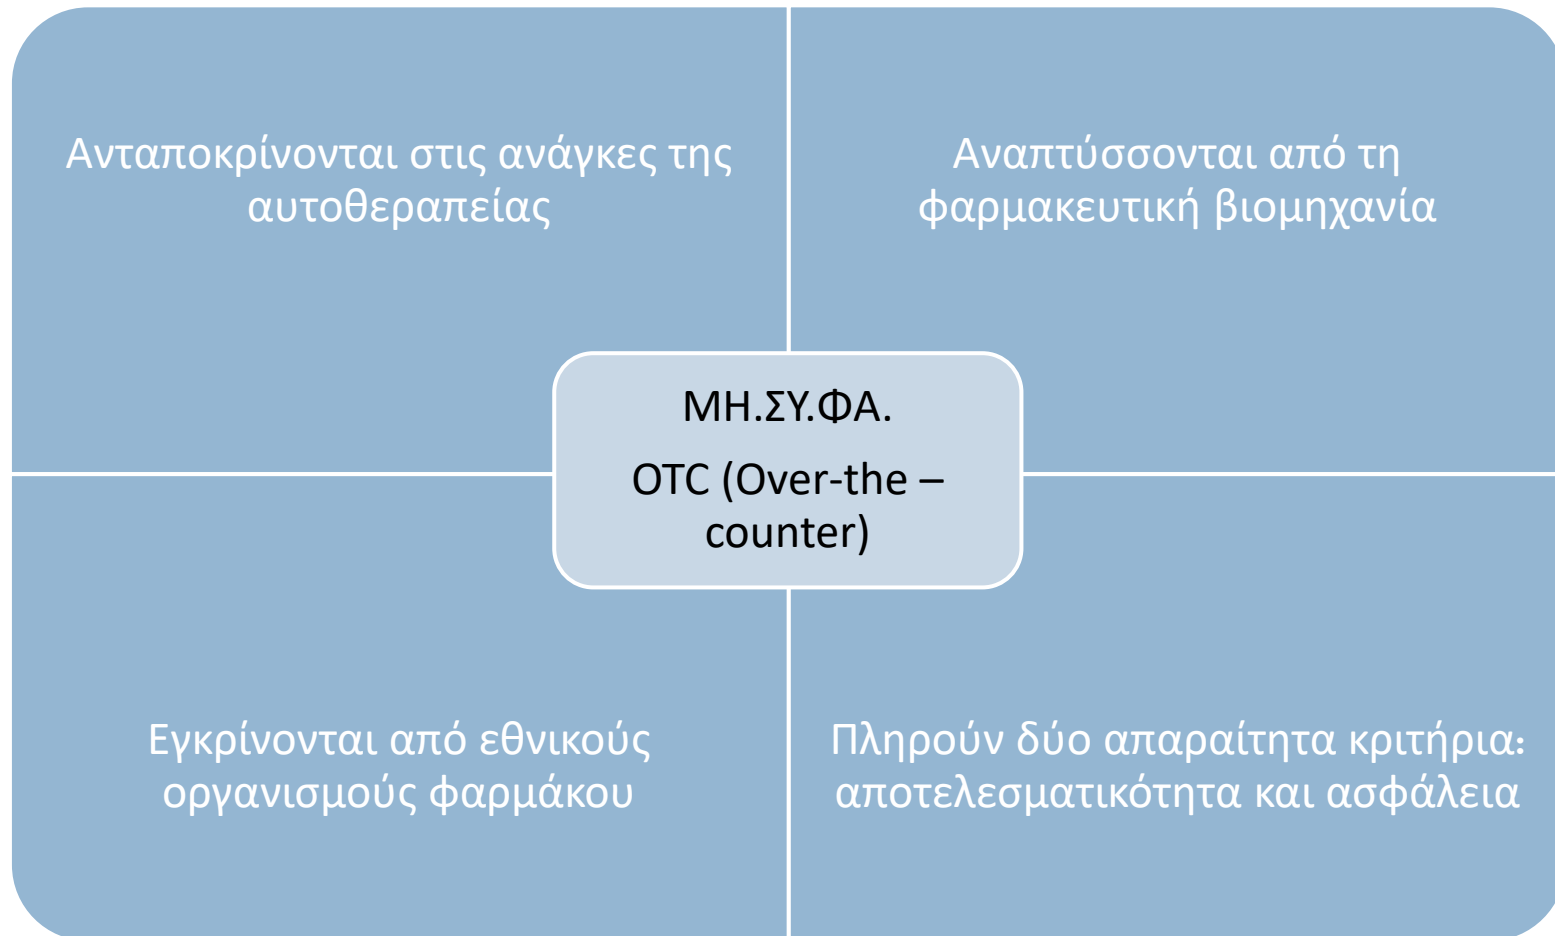 Ανταποκρίνονται στις ανάγκες της
αυτοθεραπείας
Αναπτύσσονται από τη
φαρμακευτική βιομηχανία
ΜΗ.ΣΥ.ΦΑ.
OTC (Over-the –
counter)
Εγκρίνονται από εθνικούς
οργανισμούς φαρμάκου
Πληρούν δύο απαραίτητα κριτήρια:
αποτελεσματικότητα και ασφάλεια